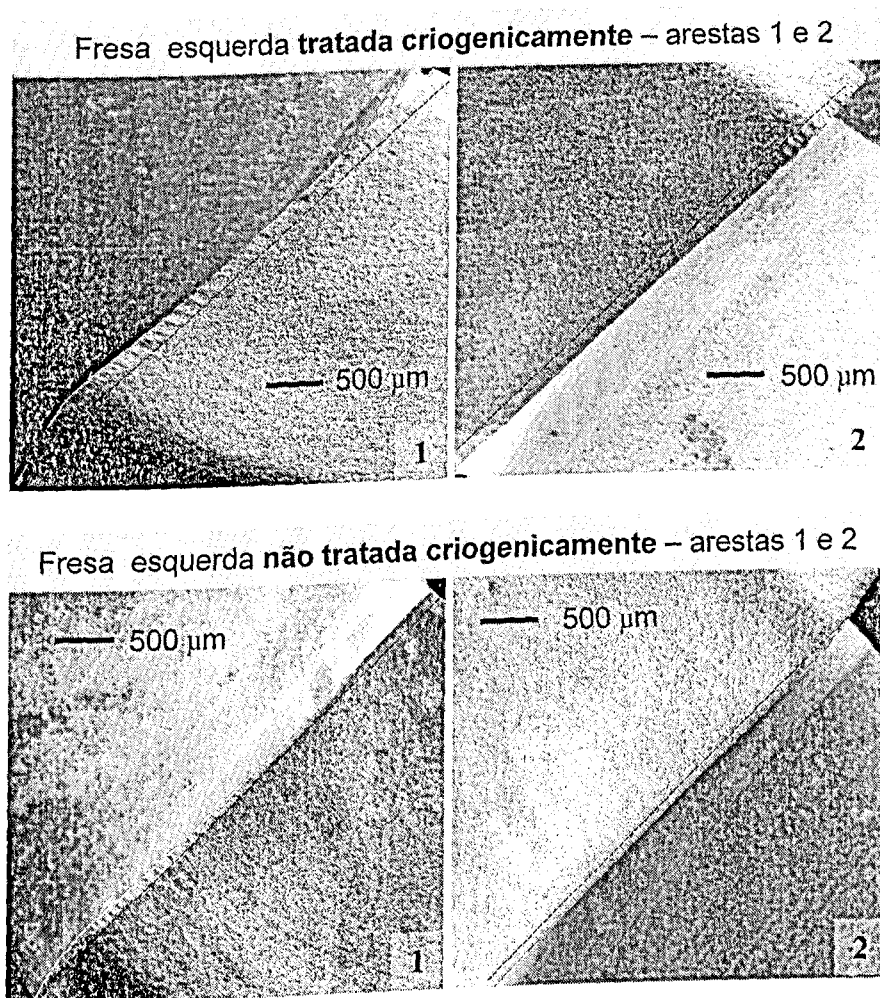 Fresa esquerda tratada criogenicamente – arestas 1 e 2
500 μm
1
500 μm
2
Fresa esquerda não tratada criogenicamente – arestas 1 e 2
500 μm
1
500 μm
2